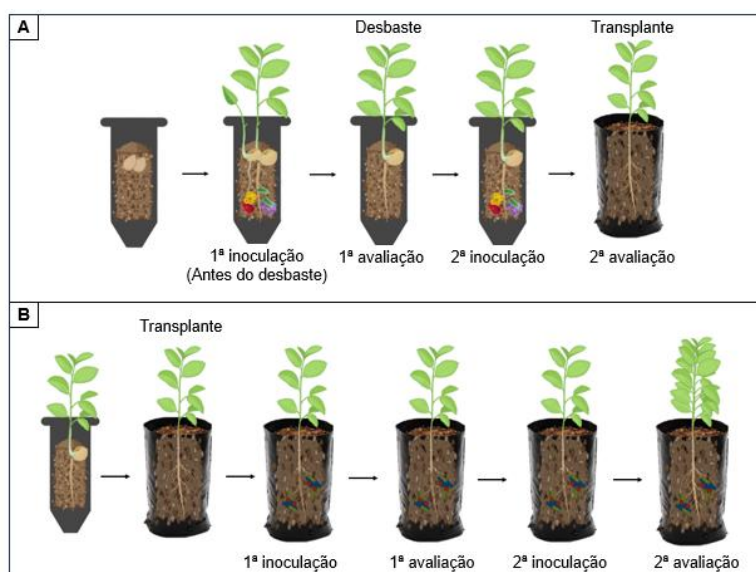 A
Desbaste
Transplante
1ª inoculação
(Antes do desbaste)
1ª avaliação
2ª inoculação
2ª avaliação
B
Transplante
1ª inoculação
1ª avaliação
2ª inoculação
2ª avaliação